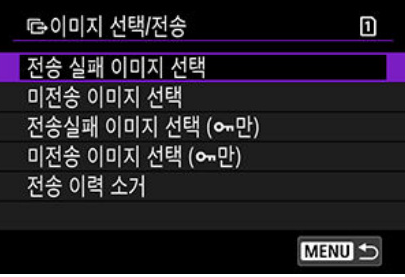 이미지 선택/전송 1
전송 실패 이미지 선택
미전송 이미지 선택
전송실패 이미지 선택 (만)
미전송 이미지 선택 (만)
전송 이력 소거
MENU